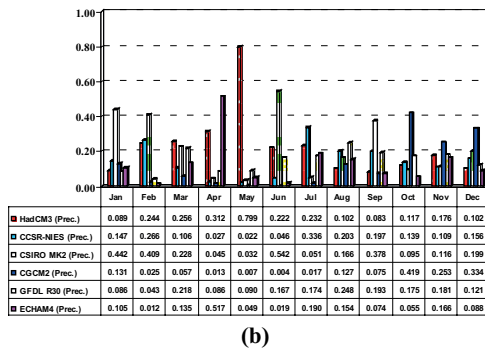 1.00
0.80
0.60
0.40
0.20
0.00
Jan Feb Mar Apr May Jun Jul Aug Sep Oct Nov Dec
HadCM3 (Prec.) 0.089 0.244 0.256 0.312 0.799 0.222 0.232 0.102 0.083 0.117 0.176 0.102
CCSR-NIES (Prec.) 0.147 0.266 0.106 0.027 0.022 0.046 0.336 0.203 0.197 0.139 0.109 0.156
CSIRO MK2 (Prec.) 0.442 0.409 0.228 0.045 0.032 0.542 0.051 0.166 0.378 0.095 0.116 0.199
CGCM2 (Prec.) 0.131 0.025 0.057 0.013 0.007 0.004 0.017 0.127 0.075 0.419 0.253 0.334
GFDL R30 (Prec.) 0.086 0.043 0.218 0.086 0.090 0.167 0.174 0.248 0.193 0.175 0.181 0.121
ECHAM4 (Prec.) 0.105 0.012 0.135 0.517 0.049 0.019 0.190 0.154 0.074 0.055 0.166 0.088
(b)